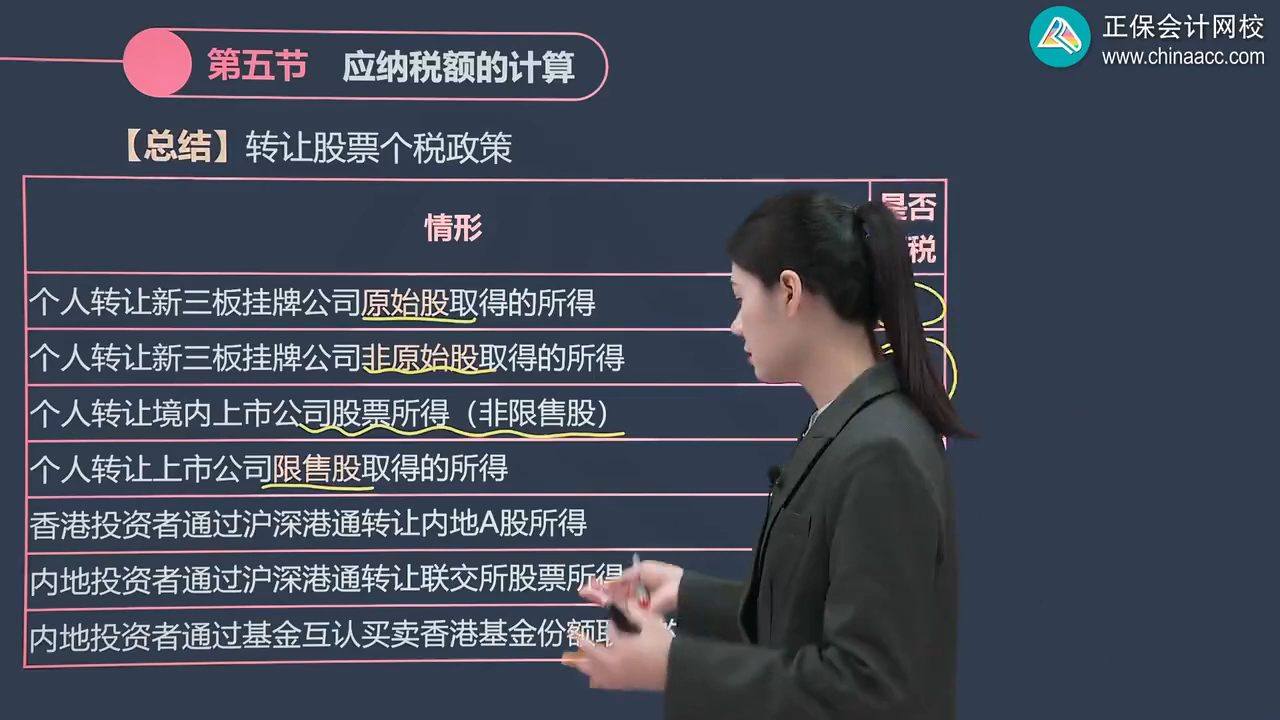 正保会计网校
www.chinaacc.com
第五节 应纳税额的计算
【总结】转让股票个税政策
情形
是否
税
个人转让新三板挂牌公司原始股取得的所得
个人转让新三板挂牌公司非原始股取得的所得
个人转让境内上市公司股票所得（非限售股）
个人转让上市公司限售股取得的所得
香港投资者通过沪深港通转让内地A股所得
内地投资者通过沪深港通转让联交所股票所得
内地投资者通过基金互认买卖香港基金份额